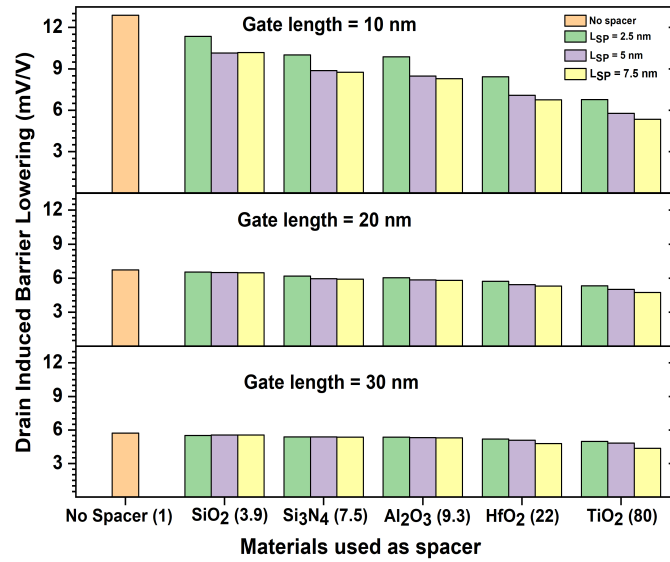 Drain Induced Barrier Lowering (mV/V)
Gate length = 10 nm
No spacer
L_SP = 2.5 nm
L_SP = 5 nm
L_SP = 7.5 nm
12
9
6
3
Gate length = 20 nm
12
9
6
3
Gate length = 30 nm
12
9
6
3
No Spacer (1) SiO₂ (3.9) Si₃N₄ (7.5) Al₂O₃ (9.3) HfO₂ (22) TiO₂ (80)
Materials used as spacer